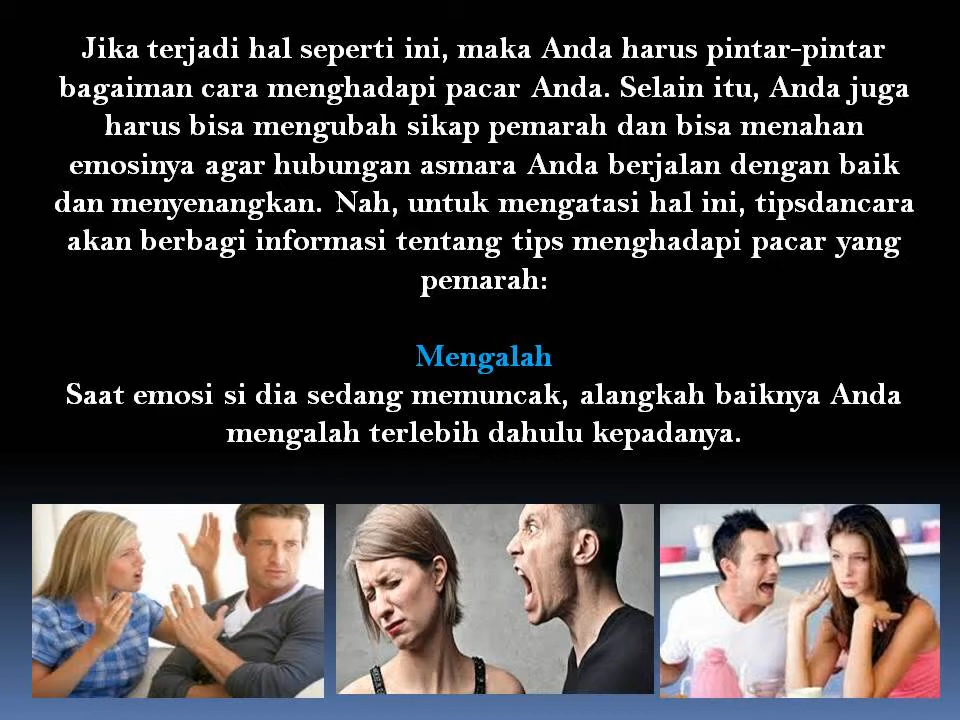 Jika terjadi hal seperti ini, maka Anda harus pintar-pintar
bagaiman cara menghadapi pacar Anda. Selain itu, Anda juga
harus bisa mengubah sikap pemarah dan bisa menahan
emosinya agar hubungan asmara Anda berjalan dengan baik
dan menyenangkan. Nah, untuk mengatasi hal ini, tipsdancara
akan berbagi informasi tentang tips menghadapi pacar yang
pemarah:
Mengalah
Saat emosi si dia sedang memuncak, alangkah baiknya Anda
mengalah terlebih dahulu kepadanya.